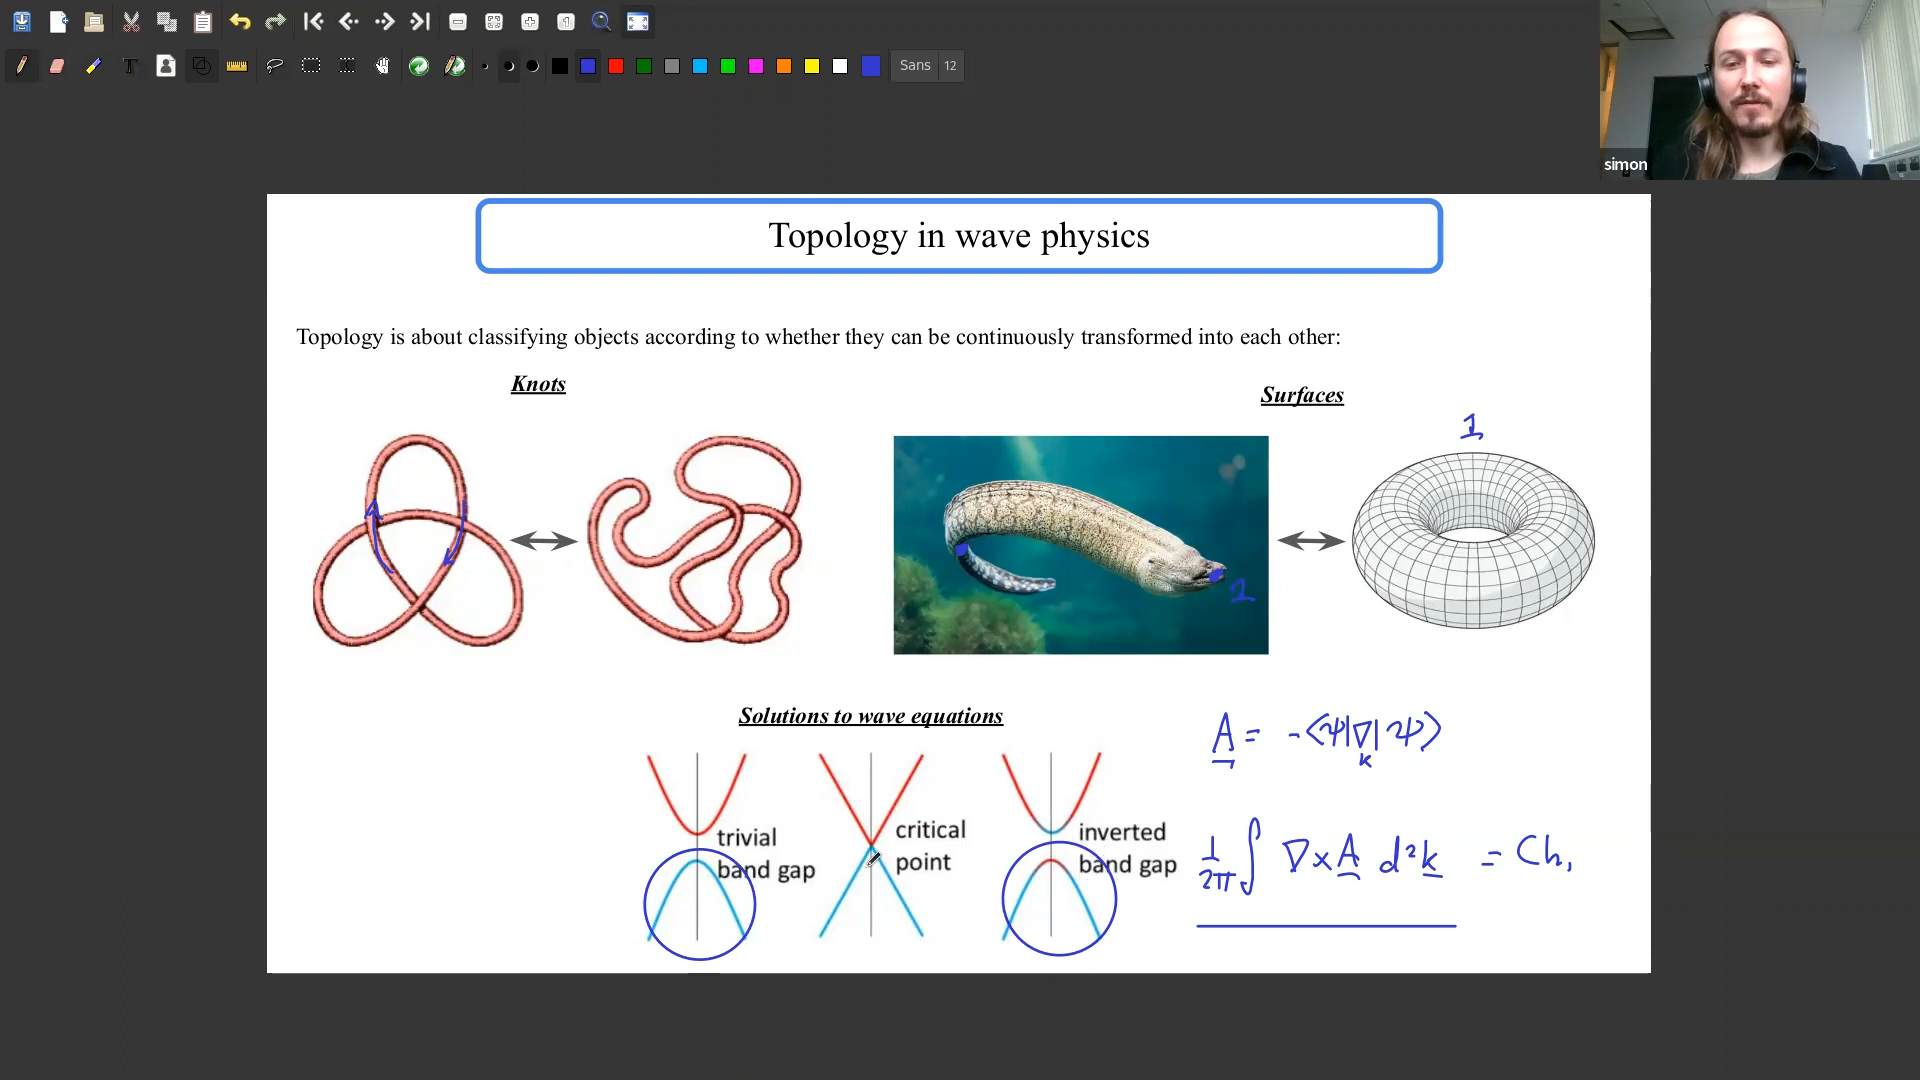 Sans 12
simon
Topology in wave physics
Topology is about classifying objects according to whether they can be continuously transformed into each other:
Knots
Surfaces
1
1
Solutions to wave equations
A = -⟨ψ|∇k|ψ⟩
trivial
band gap
critical
point
inverted
band gap
1/2π ∫ ∇×A d²k = Ch,